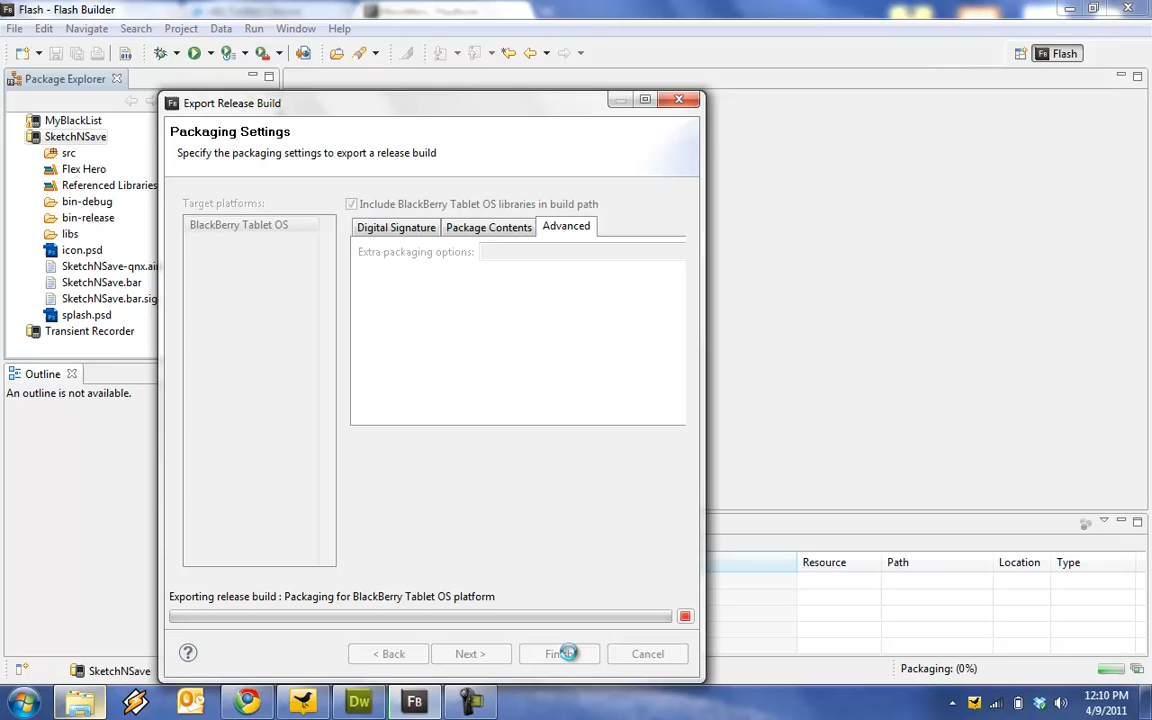 Flash - Flash Builder
File Edit Navigate Search Project Data Run Window Help
Flash
Package Explorer
MyBlackList
SketchNSave
src
Flex Hero
Referenced Libraries
bin-debug
bin-release
libs
icon.psd
SketchNSave-qnx.ai
SketchNSave.bar
SketchNSave.bar.sig
splash.psd
Transient Recorder
Outline
An outline is not available.
Export Release Build
Packaging Settings
Specify the packaging settings to export a release build
Target platforms:
BlackBerry Tablet OS
Include BlackBerry Tablet OS libraries in build path
Digital Signature Package Contents Advanced
Extra packaging options:
Exporting release build : Packaging for BlackBerry Tablet OS platform
< Back Next > Cancel
Resource Path Location Type
SketchNSave
Packaging: (0%)
Dw FB
12:10 PM
4/9/2011